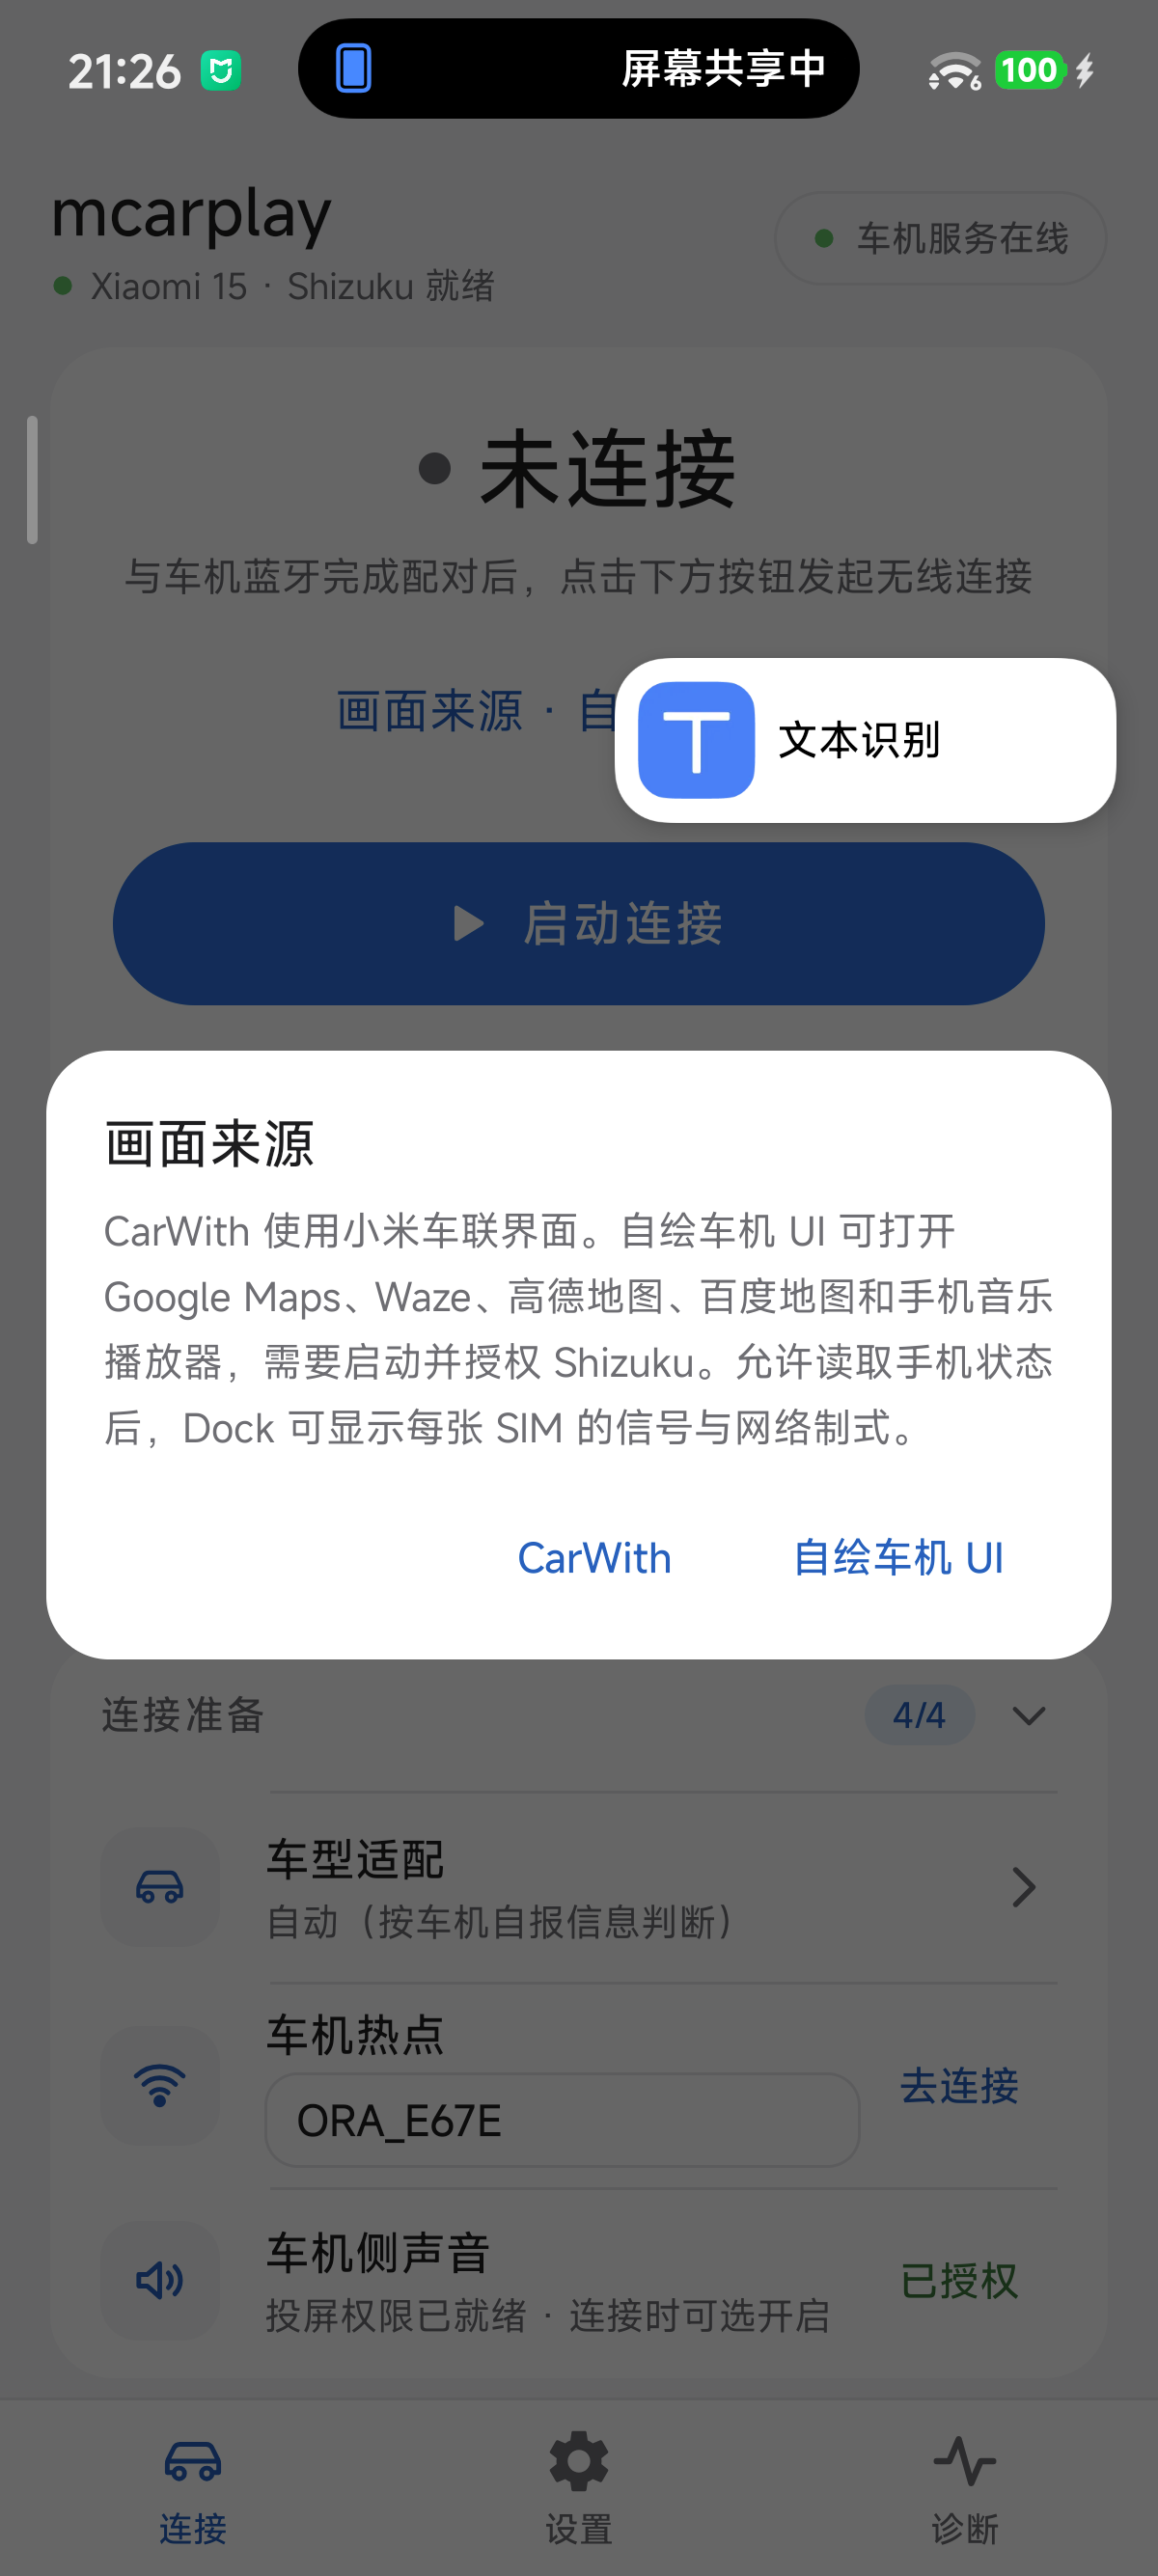 21:26
屏幕共享中
6
100
mcarplay
车机服务在线
Xiaomi 15 · Shizuku 就绪
未连接
与车机蓝牙完成配对后，点击下方按钮发起无线连接
画面来源 · 自
文本识别
启动连接
画面来源
CarWith 使用小米车联界面。自绘车机 UI 可打开
Google Maps、Waze、高德地图、百度地图和手机音乐
播放器，需要启动并授权 Shizuku。允许读取手机状态
后，Dock 可显示每张 SIM 的信号与网络制式。
CarWith
自绘车机 UI
连接准备
4/4
车型适配
自动（按车机自报信息判断）
车机热点
ORA_E67E
去连接
车机侧声音
投屏权限已就绪 · 连接时可选开启
已授权
连接
设置
诊断